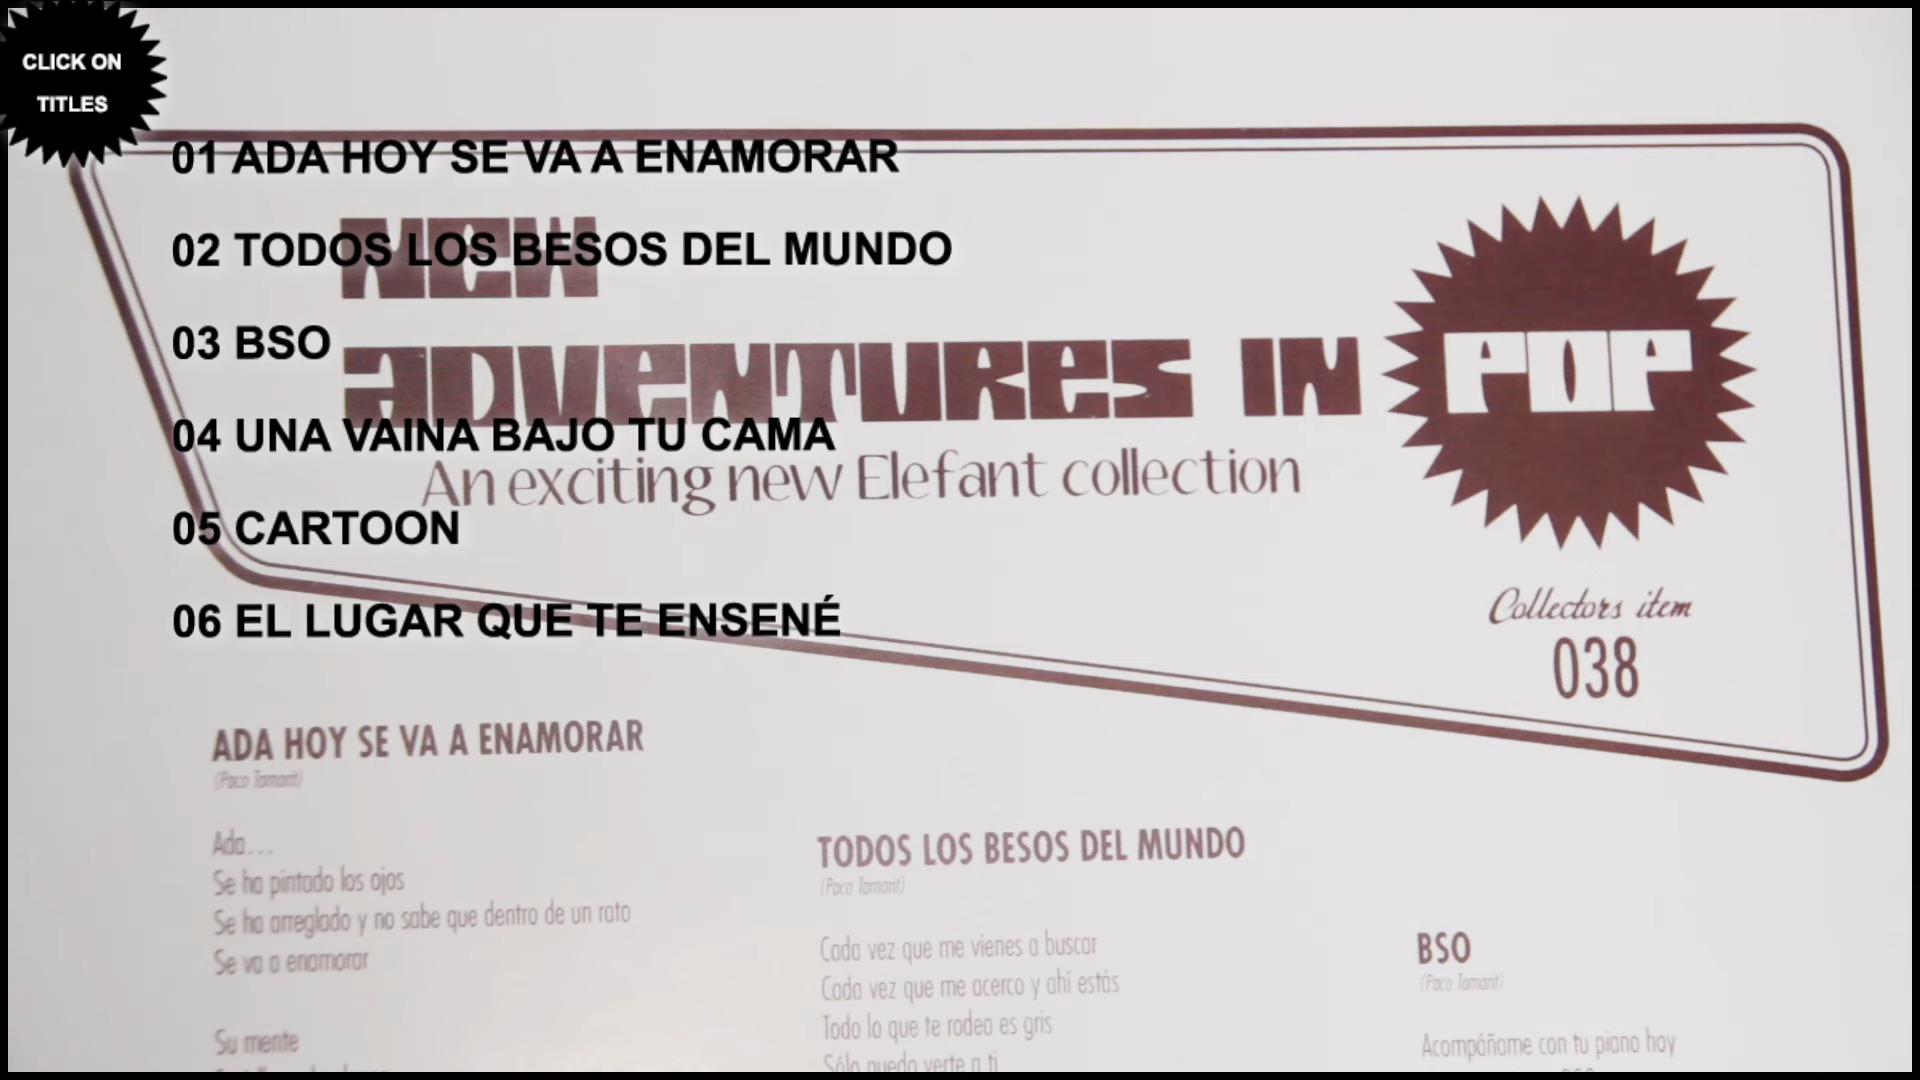 CLICK ON
TITLES
01 ADA HOY SE VA A ENAMORAR
02 TODOS LOS BESOS DEL MUNDO
03 BSO
04 UNA VAINA BAJO TU CAMA
05 CARTOON
06 EL LUGAR QUE TE ENSENÉ
NEW
ADVENTURES IN POP
An exciting new Elefant collection
Collectors item
038
ADA HOY SE VA A ENAMORAR
(Paco Tamarit)
Ada...
Se ha pintado los ojos
Se ha arreglado y no sabe que dentro de un rato
Se va a enamorar
Su mente
TODOS LOS BESOS DEL MUNDO
(Paco Tamarit)
Cada vez que me vienes a buscar
Cada vez que me acerco y ahí estás
Todo lo que te rodea es gris
Sólo puedo verte a ti
BSO
(Paco Tamarit)
Acompáñame con tu piano hoy